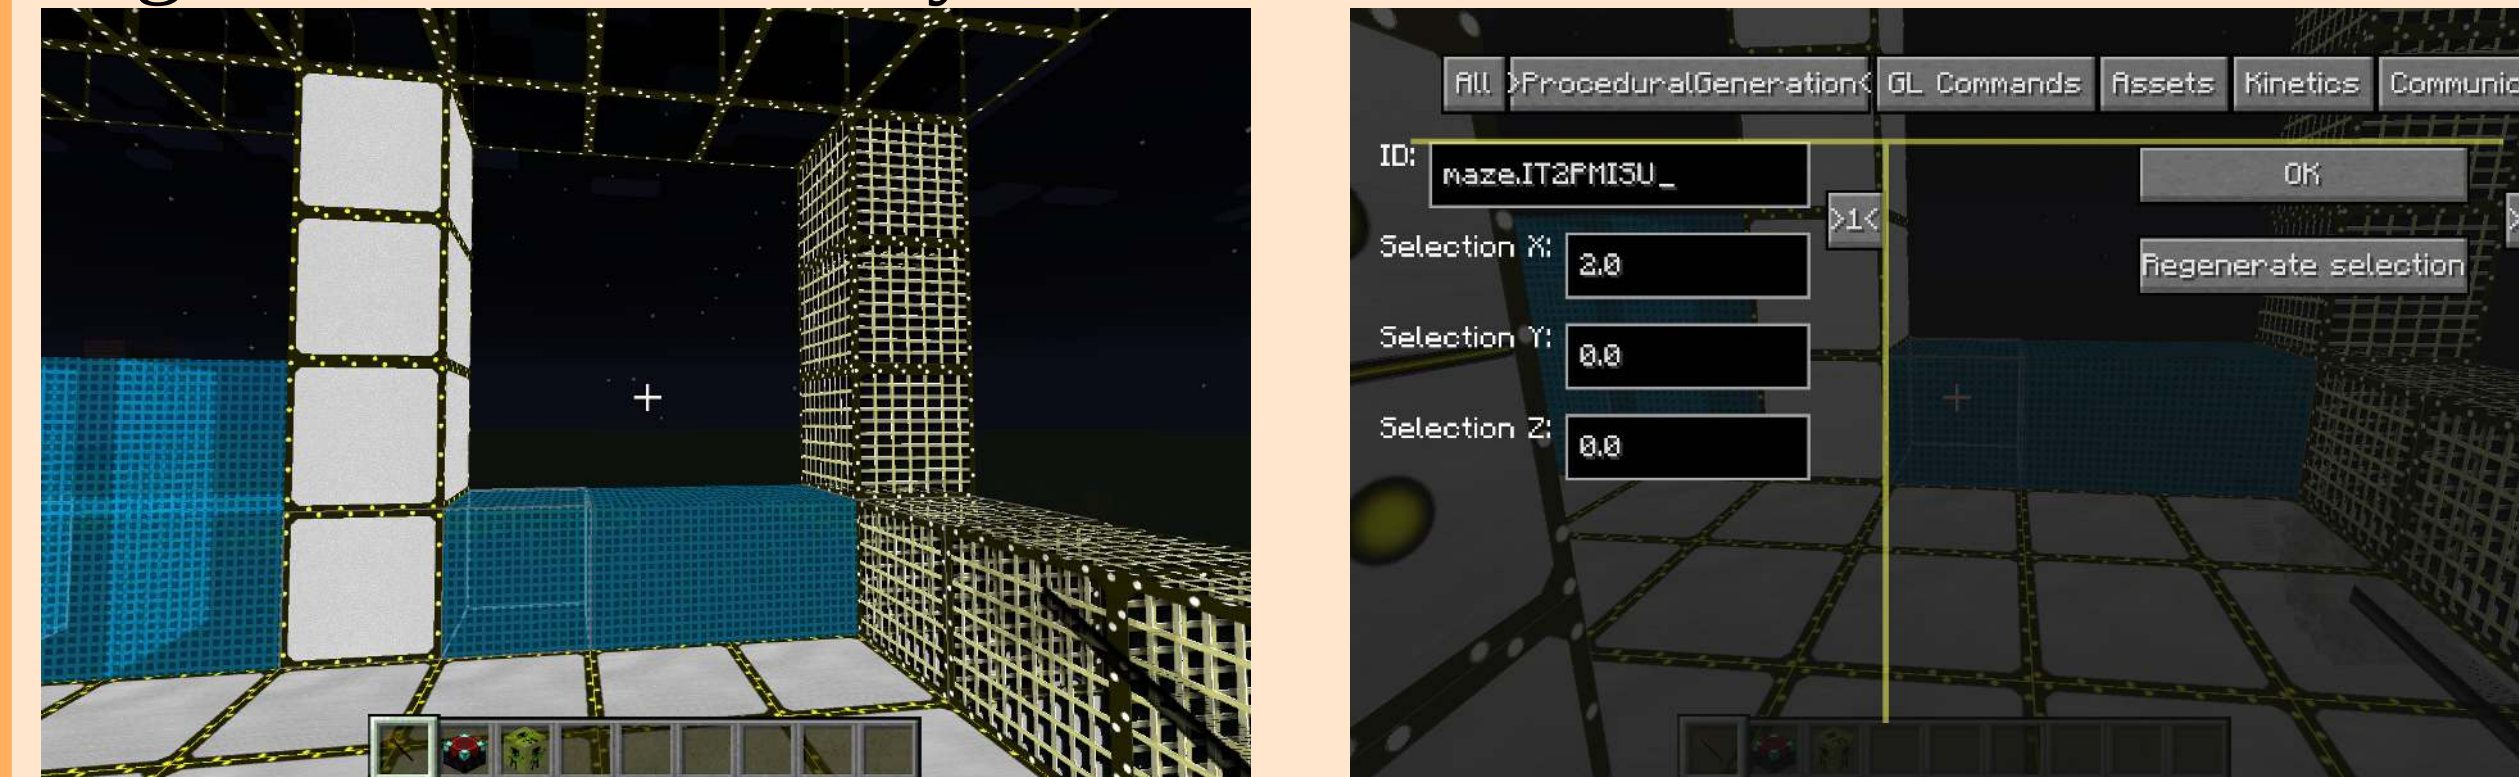 All >ProceduralGeneration< GL Commands Assets Kinetics Communic
ID: maze.IT2PMISU_
OK
>1<
Selection X: 2.0
Regenerate selection
Selection Y: 0.0
Selection Z: 0.0